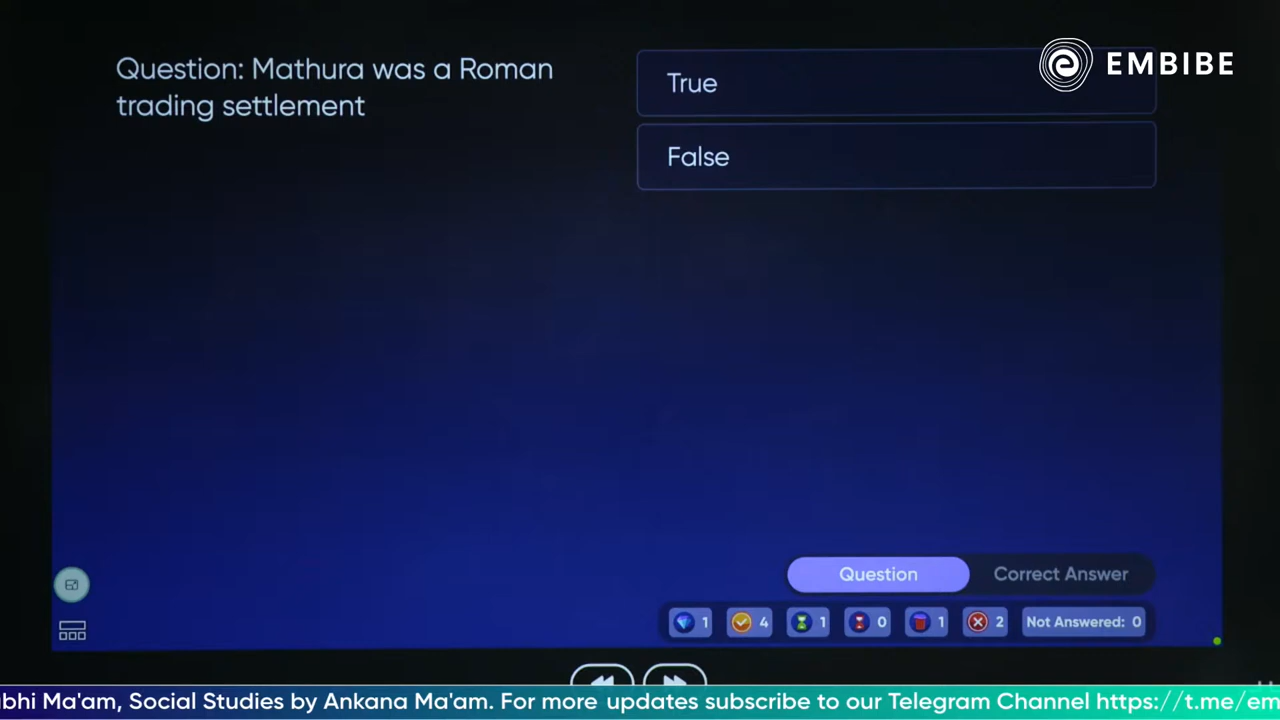 EMBIBE
Question: Mathura was a Roman
trading settlement
True
False
Question
Correct Answer
1
4
1
0
1
2
Not Answered: 0
bhi Ma'am, Social Studies by Ankana Ma'am. For more updates subscribe to our Telegram Channel https://t.me/em